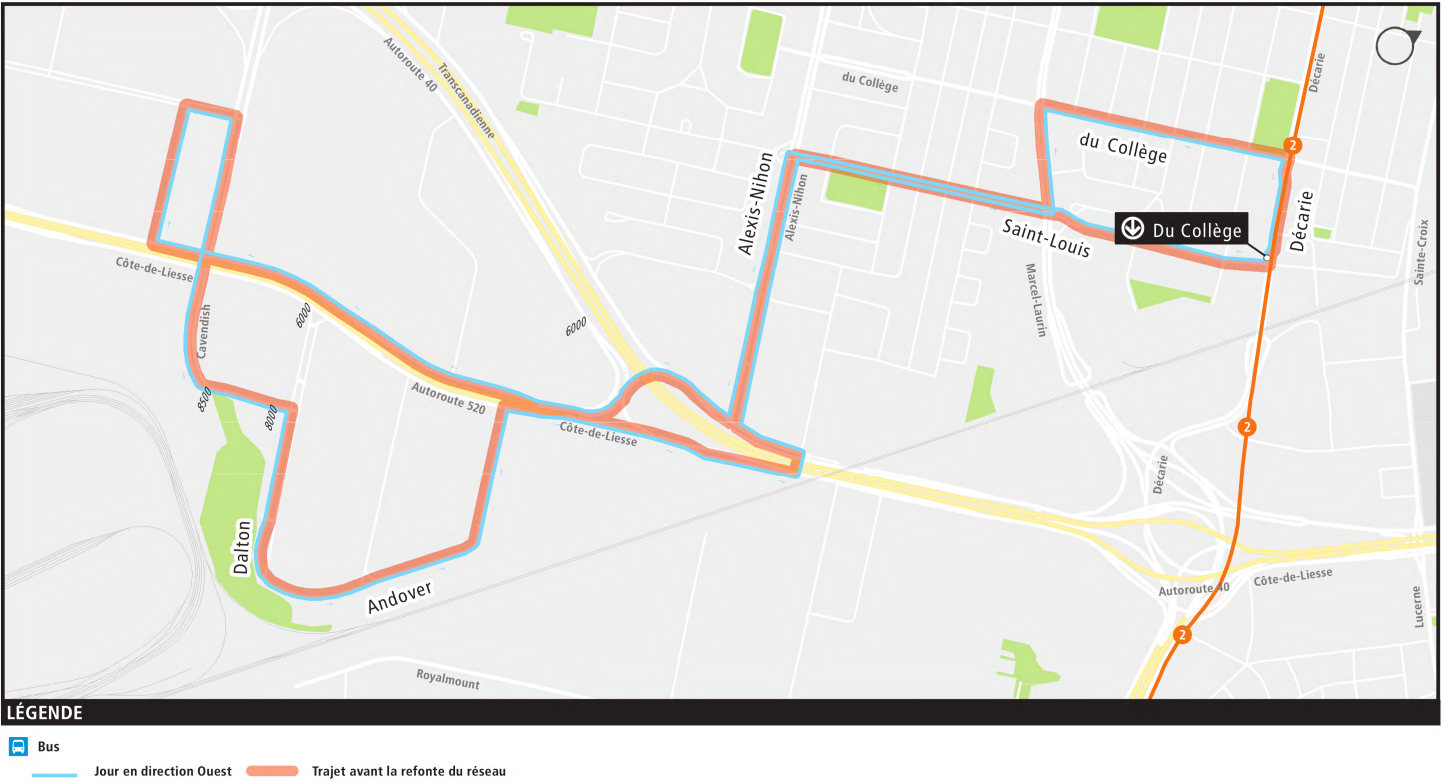 Autoroute 40
Transcanadienne
du Collège
Décarie
2
du Collège
Alexis-Nihon
Alexis-Nihon
Saint-Louis
Du Collège
Décarie
Sainte-Croix
Côte-de-Liesse
Cavendish
6000
6000
Marcel-Laurin
8500
8000
Autoroute 520
Côte-de-Liesse
2
Décarie
Dalton
Andover
Autoroute 40
Côte-de-Liesse
Lucerne
2
Royalmount
LÉGENDE
Bus
Jour en direction Ouest
Trajet avant la refonte du réseau